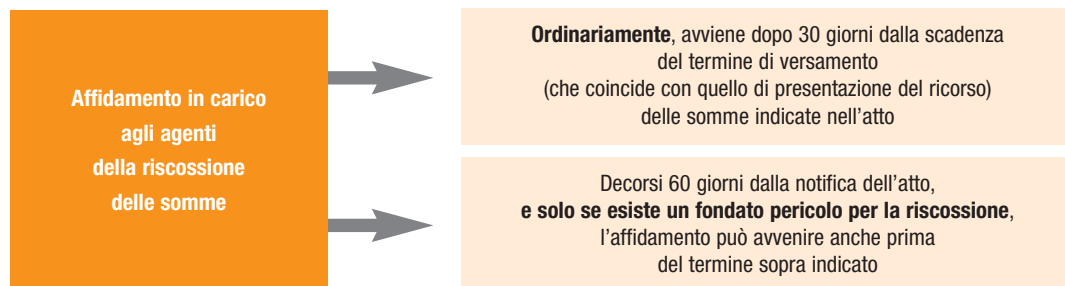 Affidamento in carico
agli agenti
della riscossione
delle somme
Ordinariamente, avviene dopo 30 giorni dalla scadenza
del termine di versamento
(che coincide con quello di presentazione del ricorso)
delle somme indicate nell’atto
Decorsi 60 giorni dalla notifica dell’atto,
e solo se esiste un fondato pericolo per la riscossione,
l’affidamento può avvenire anche prima
del termine sopra indicato